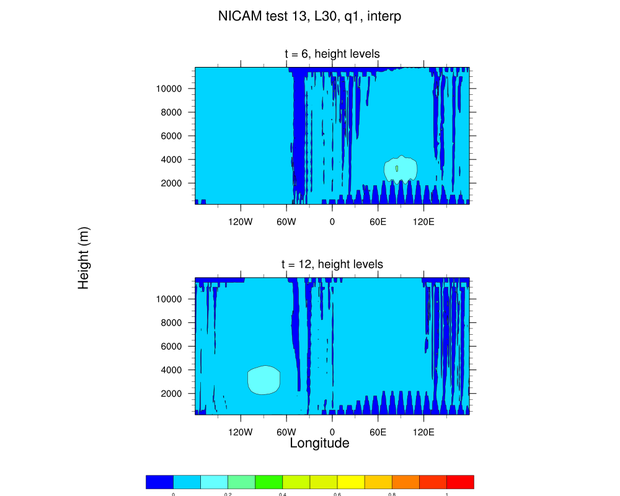 NICAM test 13, L30, q1, interp
t = 6, height levels
10000
8000
6000
4000
2000
120W 60W 0 60E 120E
Height (m)
t = 12, height levels
10000
8000
6000
4000
2000
120W 60W 0 60E 120E
Longitude
0 0.2 0.4 0.6 0.8 1